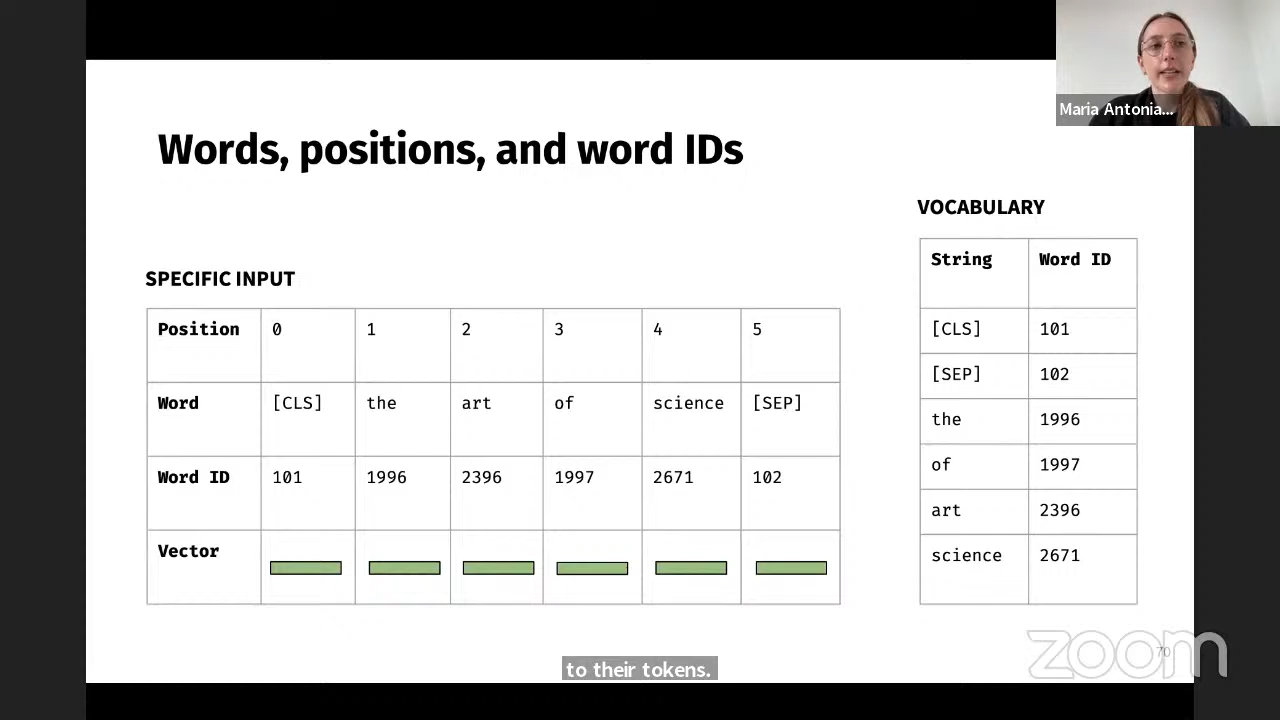 Maria Antonia...
Words, positions, and word IDs
VOCABULARY
String Word ID
[CLS] 101
[SEP] 102
the 1996
of 1997
art 2396
science 2671
SPECIFIC INPUT
Position 0 1 2 3 4 5
Word [CLS] the art of science [SEP]
Word ID 101 1996 2396 1997 2671 102
Vector
to their tokens.
70
zoom